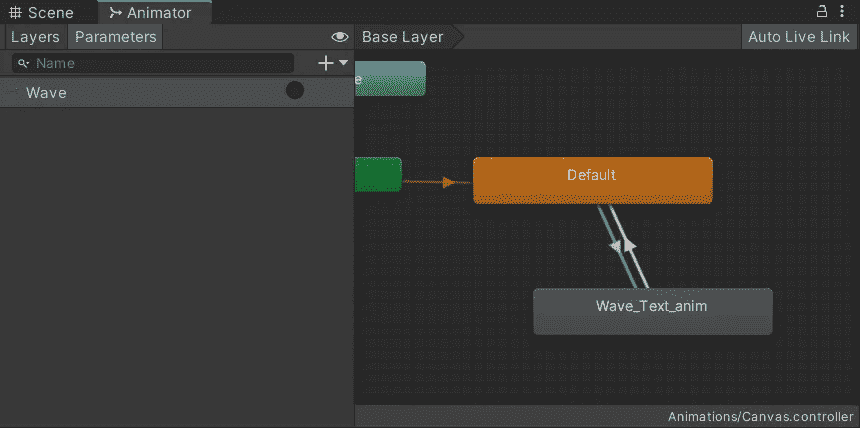 Scene Animator
Layers Parameters Base Layer Auto Live Link
Name
Wave
e
Default
Wave_Text_anim
Animations/Canvas.controller